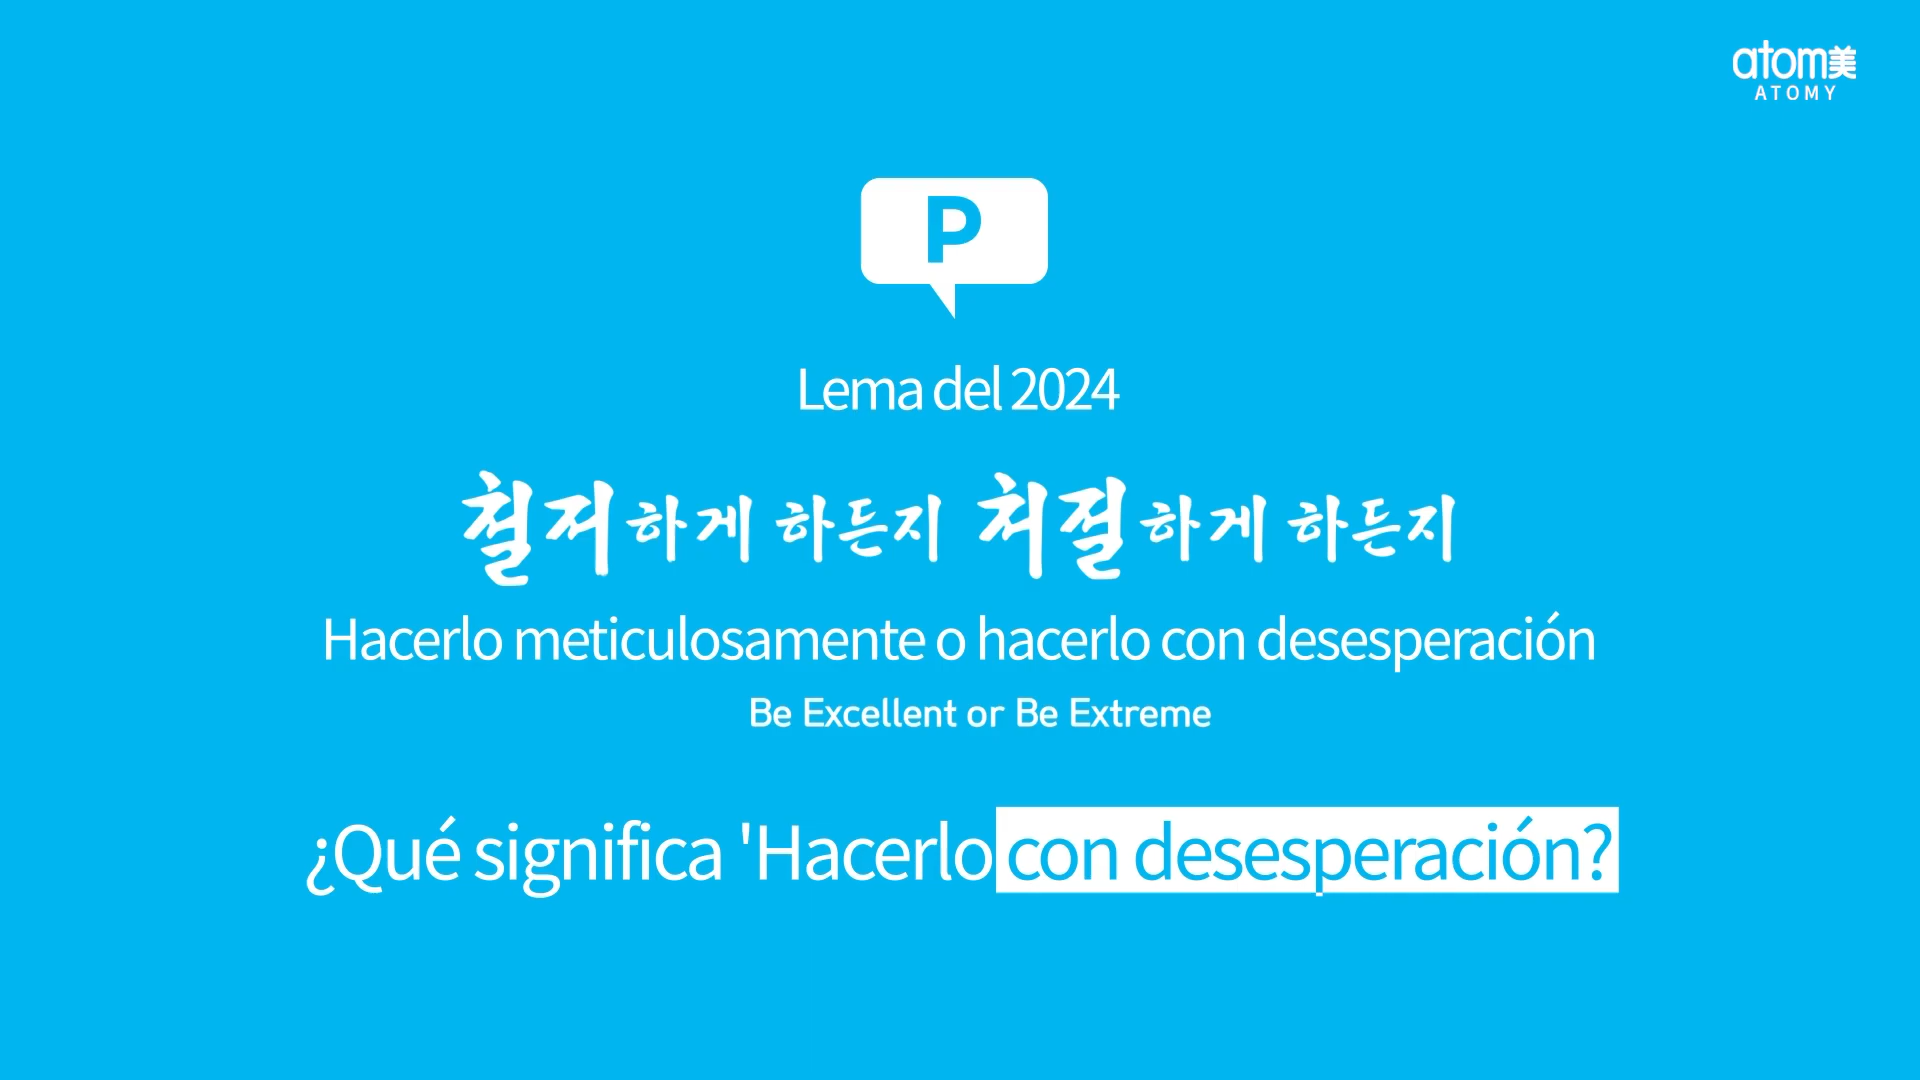 atom美
ATOMY
P
Lema del 2024
철저하게 하든지 처절하게 하든지
Hacerlo meticulosamente o hacerlo con desesperación
Be Excellent or Be Extreme
¿Qué significa 'Hacerlo con desesperación?